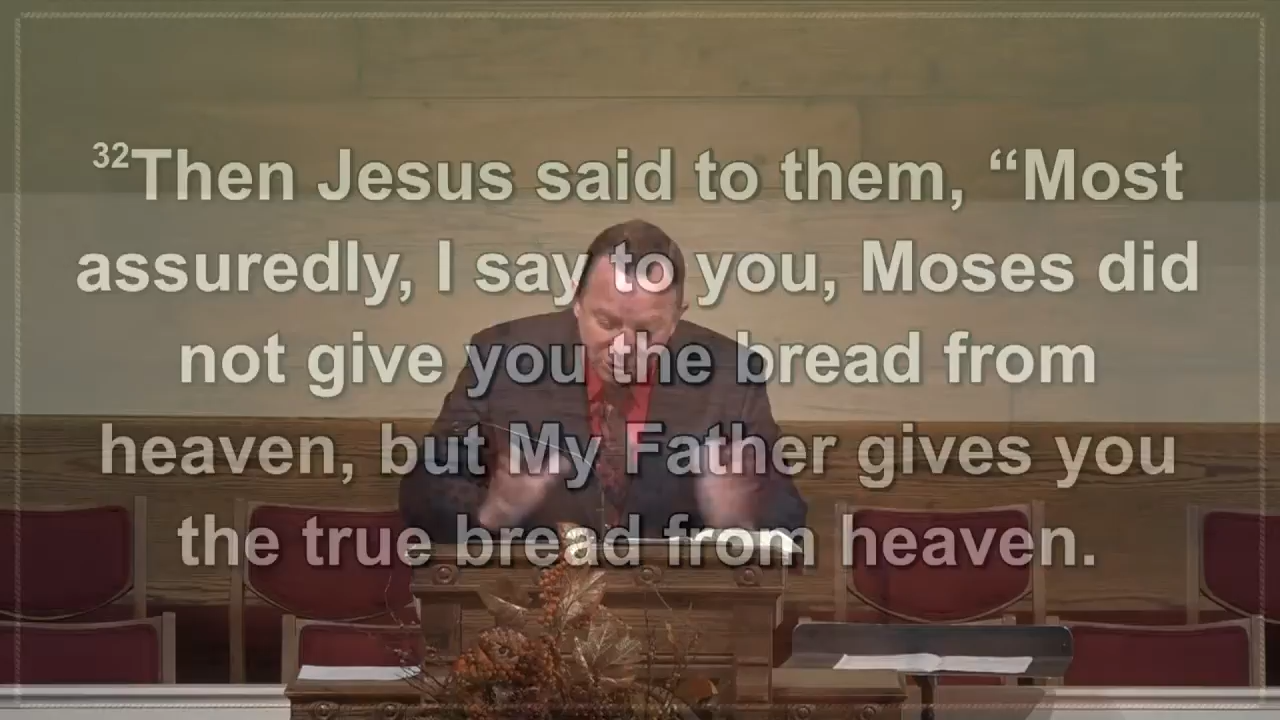 32Then Jesus said to them, “Most
assuredly, I say to you, Moses did
not give you the bread from
heaven, but My Father gives you
the true bread from heaven.